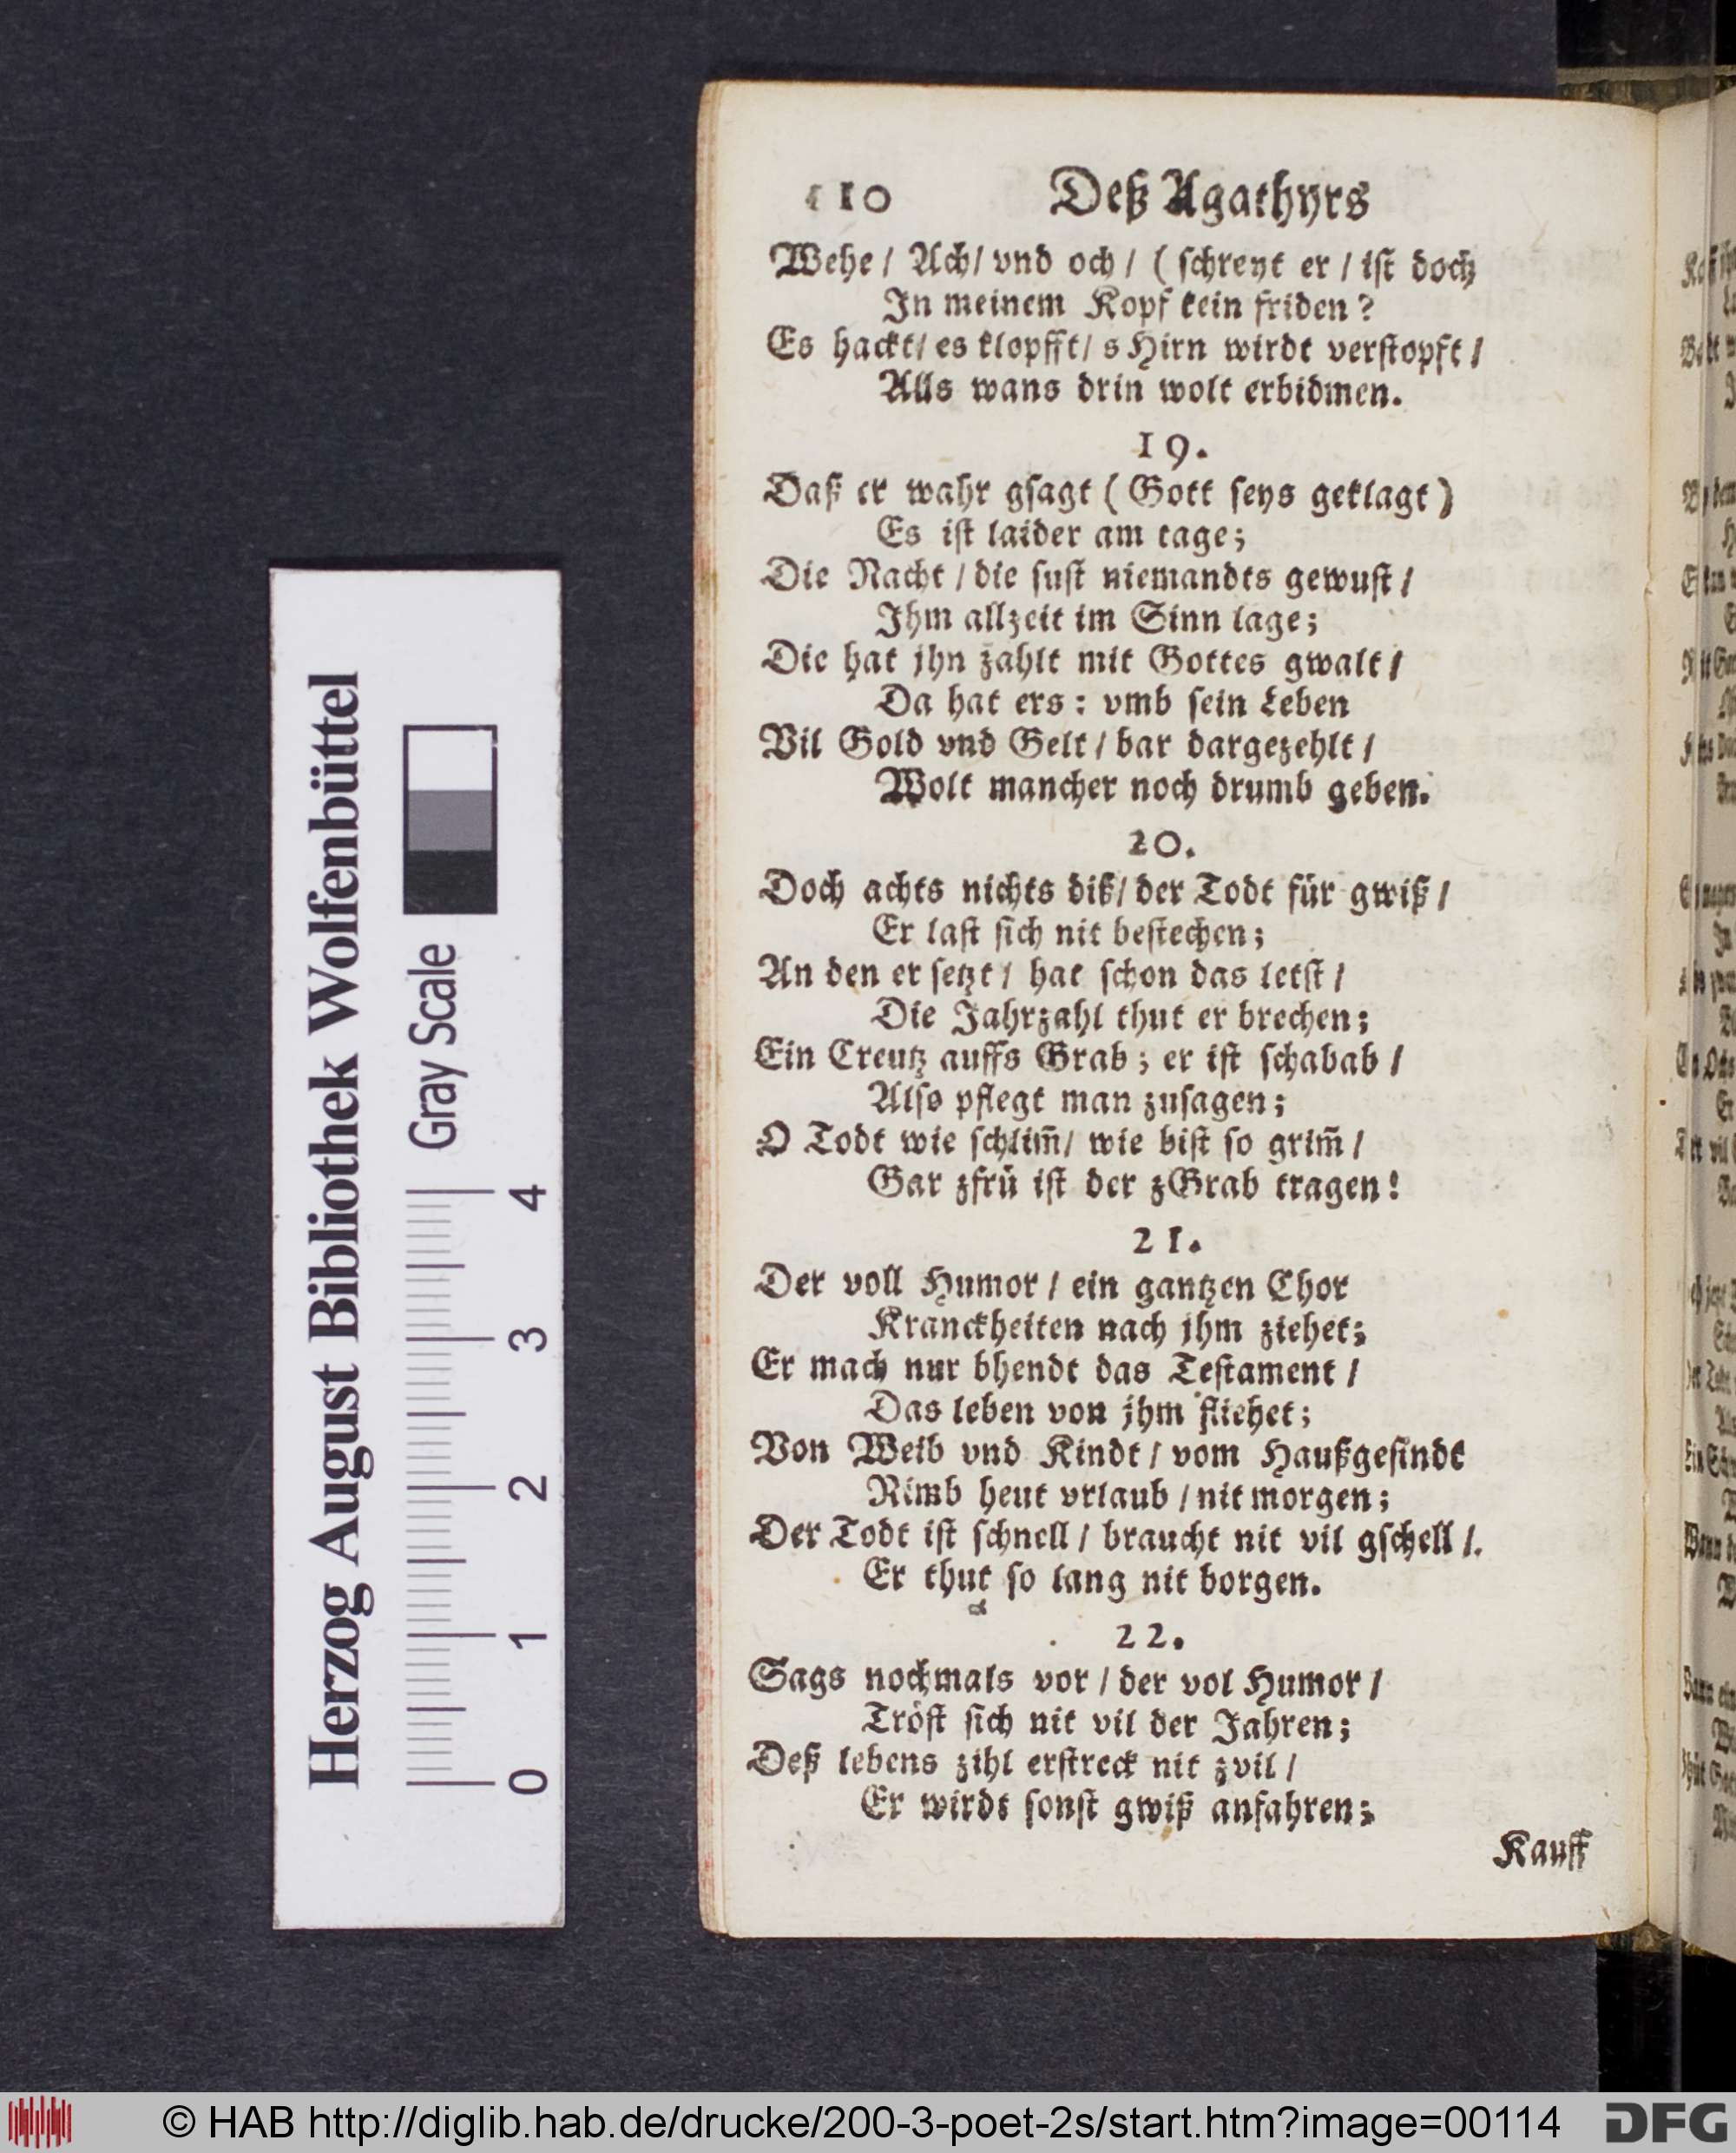 110 Deß Agathyrs
Wehe / Ach / vnd och / ( schreyt er / ist doch
In meinem Kopf kein friden ?
Es hackt / es klopfft / s Hirn wirdt verstopft /
Alls wans drin wolt erbidmen.
19.
Daß er wahr gsagt ( Gott seys geklagt )
Es ist laider am tage;
Die Nacht / die sust niemandts gewust /
Ihm allzeit im Sinn lage;
Die hat jhn zahlt mit Gottes gwalt /
Da hat ers : vmb sein Leben
Vil Gold vnd Gelt / bar dargezehlt /
Wolt mancher noch drumb geben.
20.
Doch achts nichts diß / der Todt für gwiß /
Er last sich nit bestechen;
An den er setzt / hat schon das letst /
Die Jahrzahl thut er brechen;
Ein Creutz auffs Grab ; er ist schabab /
Also pflegt man zusagen;
O Todt wie schlim̃ / wie bist so grim̃ /
Gar zfrü ist der zGrab tragen !
21.
Der voll Humor / ein gantzen Chor
Kranckheiten nach jhm ziehet;
Er mach nur bhendt das Testament /
Das leben von jhm fliehet;
Von Weib vnd Kindt / vom Haußgesindt
Nimb heut vrlaub / nit morgen;
Der Todt ist schnell / braucht nit vil gschell /.
Er thut so lang nit borgen.
22.
Sags nochmals vor / der vol Humor /
Tröst sich nit vil der Jahren;
Deß lebens zihl erstreck nit zvil /
Er wirdt sonst gwiß anfahren;
Kauff
Herzog August Bibliothek Wolfenbüttel
Gray Scale
0 1 2 3 4
© HAB http://diglib.hab.de/drucke/200-3-poet-2s/start.htm?image=00114
DFG